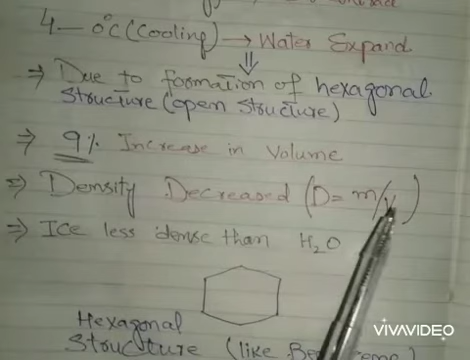 4 - 0°C (Cooling) → Water Expand
⇒ Due to formation of hexagonal
Structure (open structure)
⇒ 9% Increase in Volume
⇒ Density Decreased (D = m/V)
⇒ Ice less dense than H₂O
Hexagonal
Structure (like
VIVAVIDEO